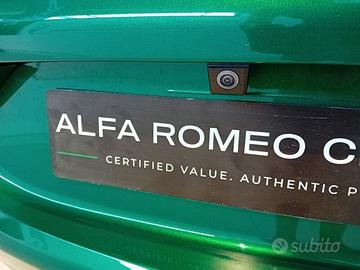 ALFA ROMEO C
CERTIFIED VALUE. AUTHENTIC P
subito